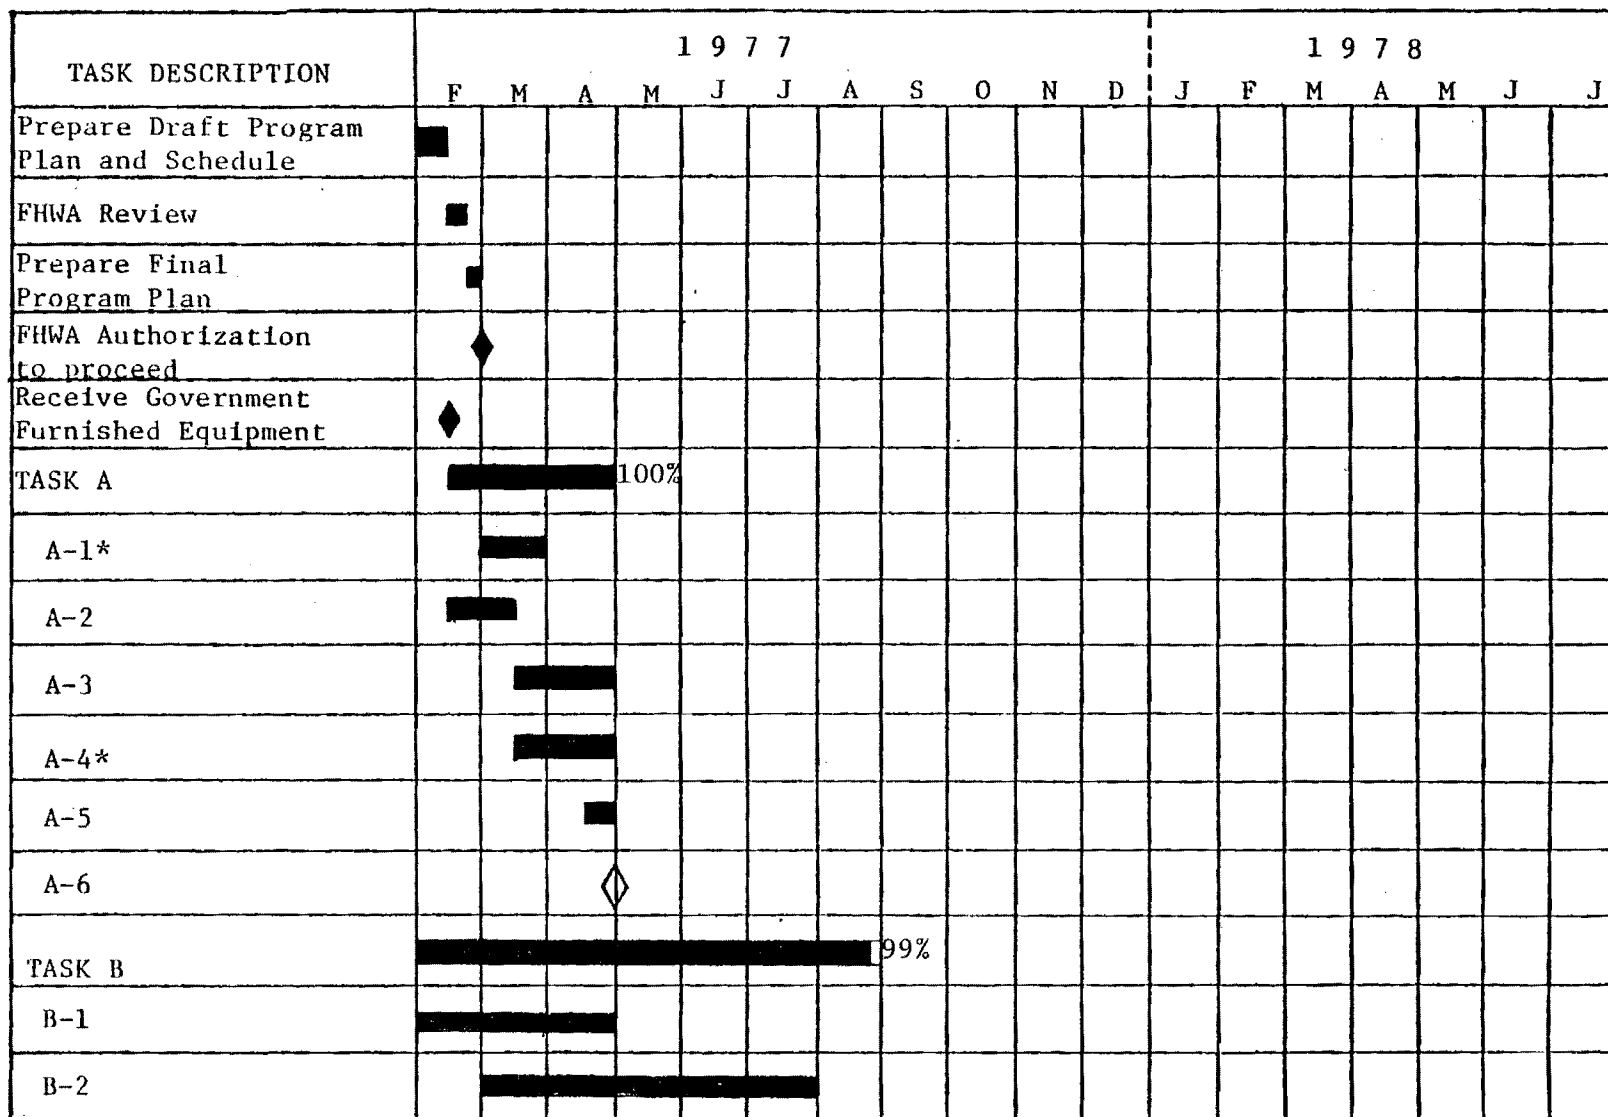 1 9 7 7 1 9 7 8
TASK DESCRIPTION
F M A M J J A S O N D J F M A M J J
Prepare Draft Program
Plan and Schedule
FHWA Review
Prepare Final
Program Plan
FHWA Authorization
to proceed
Receive Government
Furnished Equipment
TASK A 100%
A-1*
A-2
A-3
A-4*
A-5
A-6
TASK B 99%
B-1
B-2